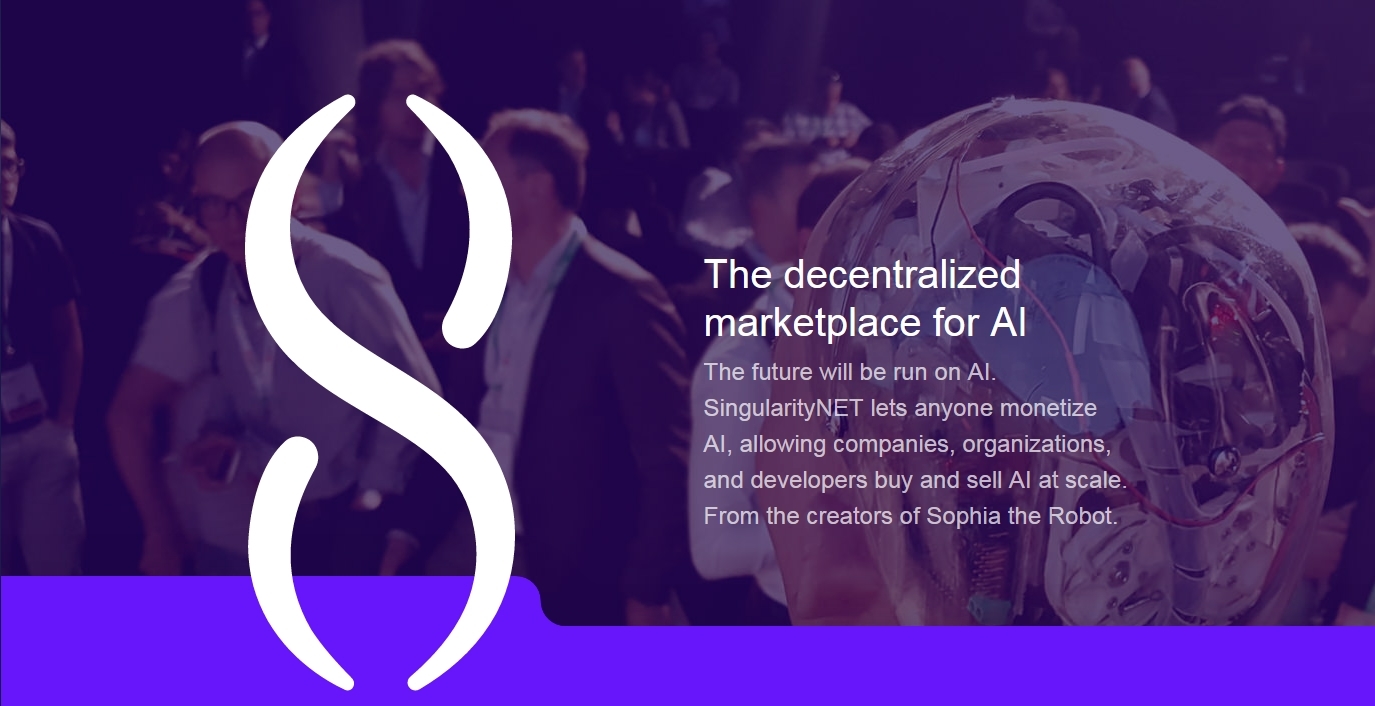 The decentralized
marketplace for AI
The future will be run on AI.
SingularityNET lets anyone monetize
AI, allowing companies, organizations,
and developers buy and sell AI at scale.
From the creators of Sophia the Robot.